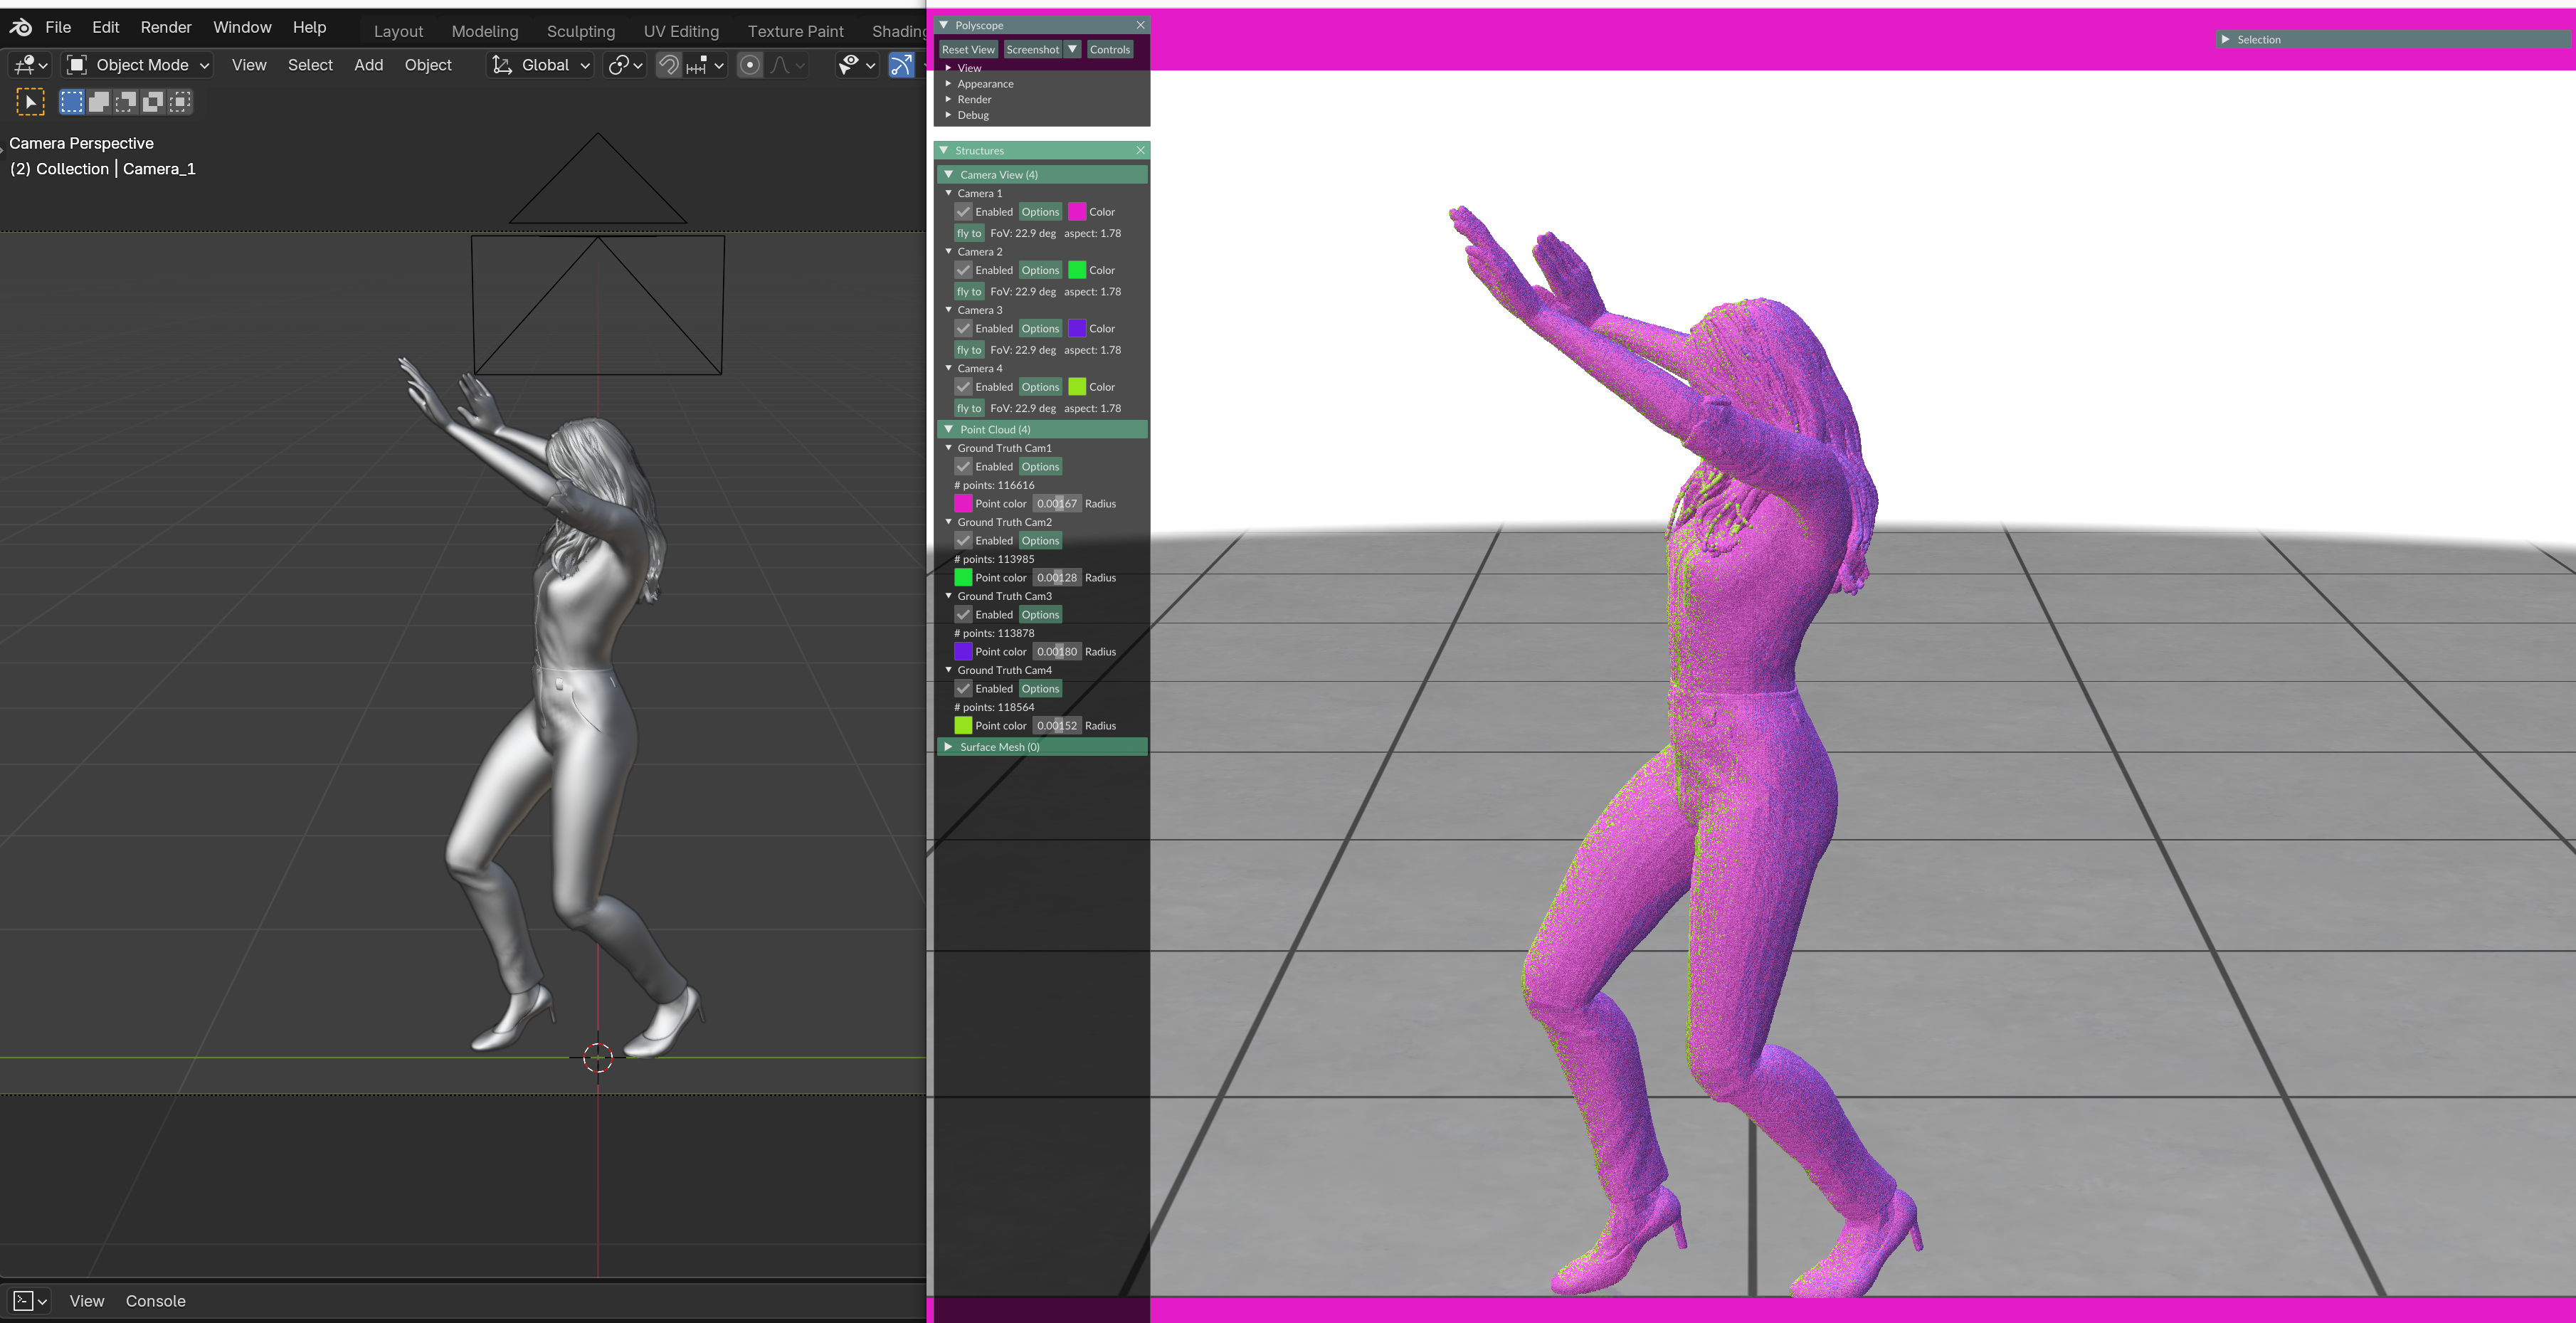 File Edit Render Window Help Layout Modeling Sculpting UV Editing Texture Paint Shading
Object Mode View Select Add Object Global
Camera Perspective
(2) Collection | Camera_1
View Console
Polyscope
Reset View Screenshot Controls
View
Appearance
Render
Debug
Structures
Camera View (4)
Camera 1
Enabled Options Color
fly to FoV: 22.9 deg aspect: 1.78
Camera 2
Enabled Options Color
fly to FoV: 22.9 deg aspect: 1.78
Camera 3
Enabled Options Color
fly to FoV: 22.9 deg aspect: 1.78
Camera 4
Enabled Options Color
fly to FoV: 22.9 deg aspect: 1.78
Point Cloud (4)
Ground Truth Cam1
Enabled Options
# points: 116616
Point color 0.00167 Radius
Ground Truth Cam2
Enabled Options
# points: 113985
Point color 0.00128 Radius
Ground Truth Cam3
Enabled Options
# points: 113878
Point color 0.00180 Radius
Ground Truth Cam4
Enabled Options
# points: 118564
Point color 0.00152 Radius
Surface Mesh (0)
Selection